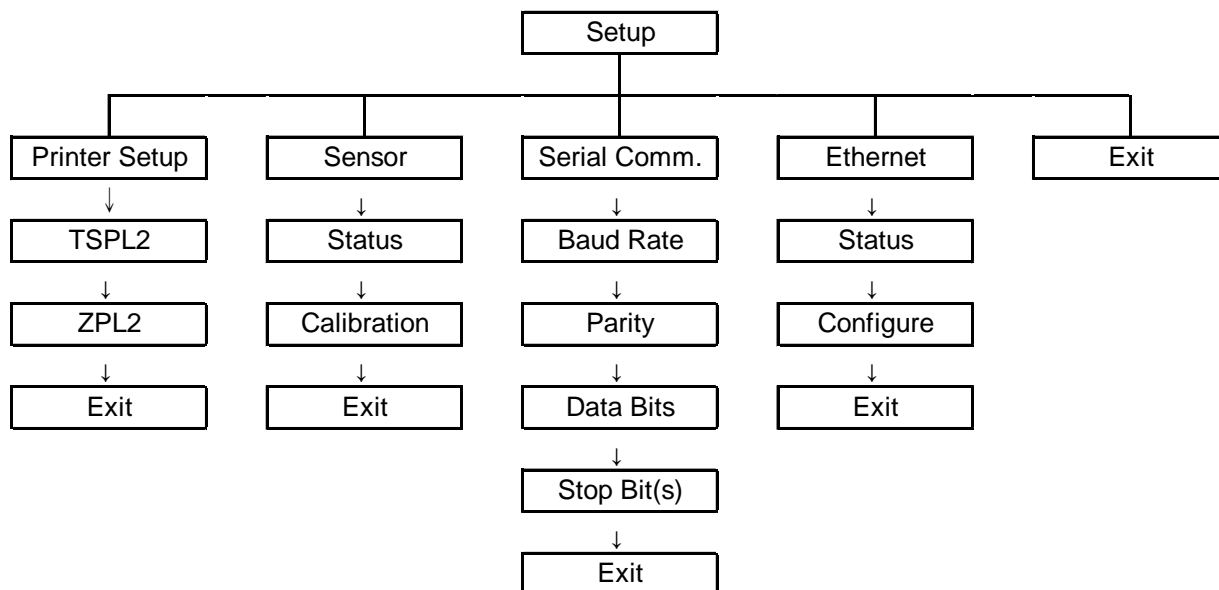 Setup
Printer Setup
Sensor
Serial Comm.
Ethernet
Exit
↓
↓
↓
↓
TSPL2
Status
Baud Rate
Status
↓
↓
↓
↓
ZPL2
Calibration
Parity
Configure
↓
↓
↓
↓
Exit
Exit
Data Bits
Exit
↓
Stop Bit(s)
↓
Exit